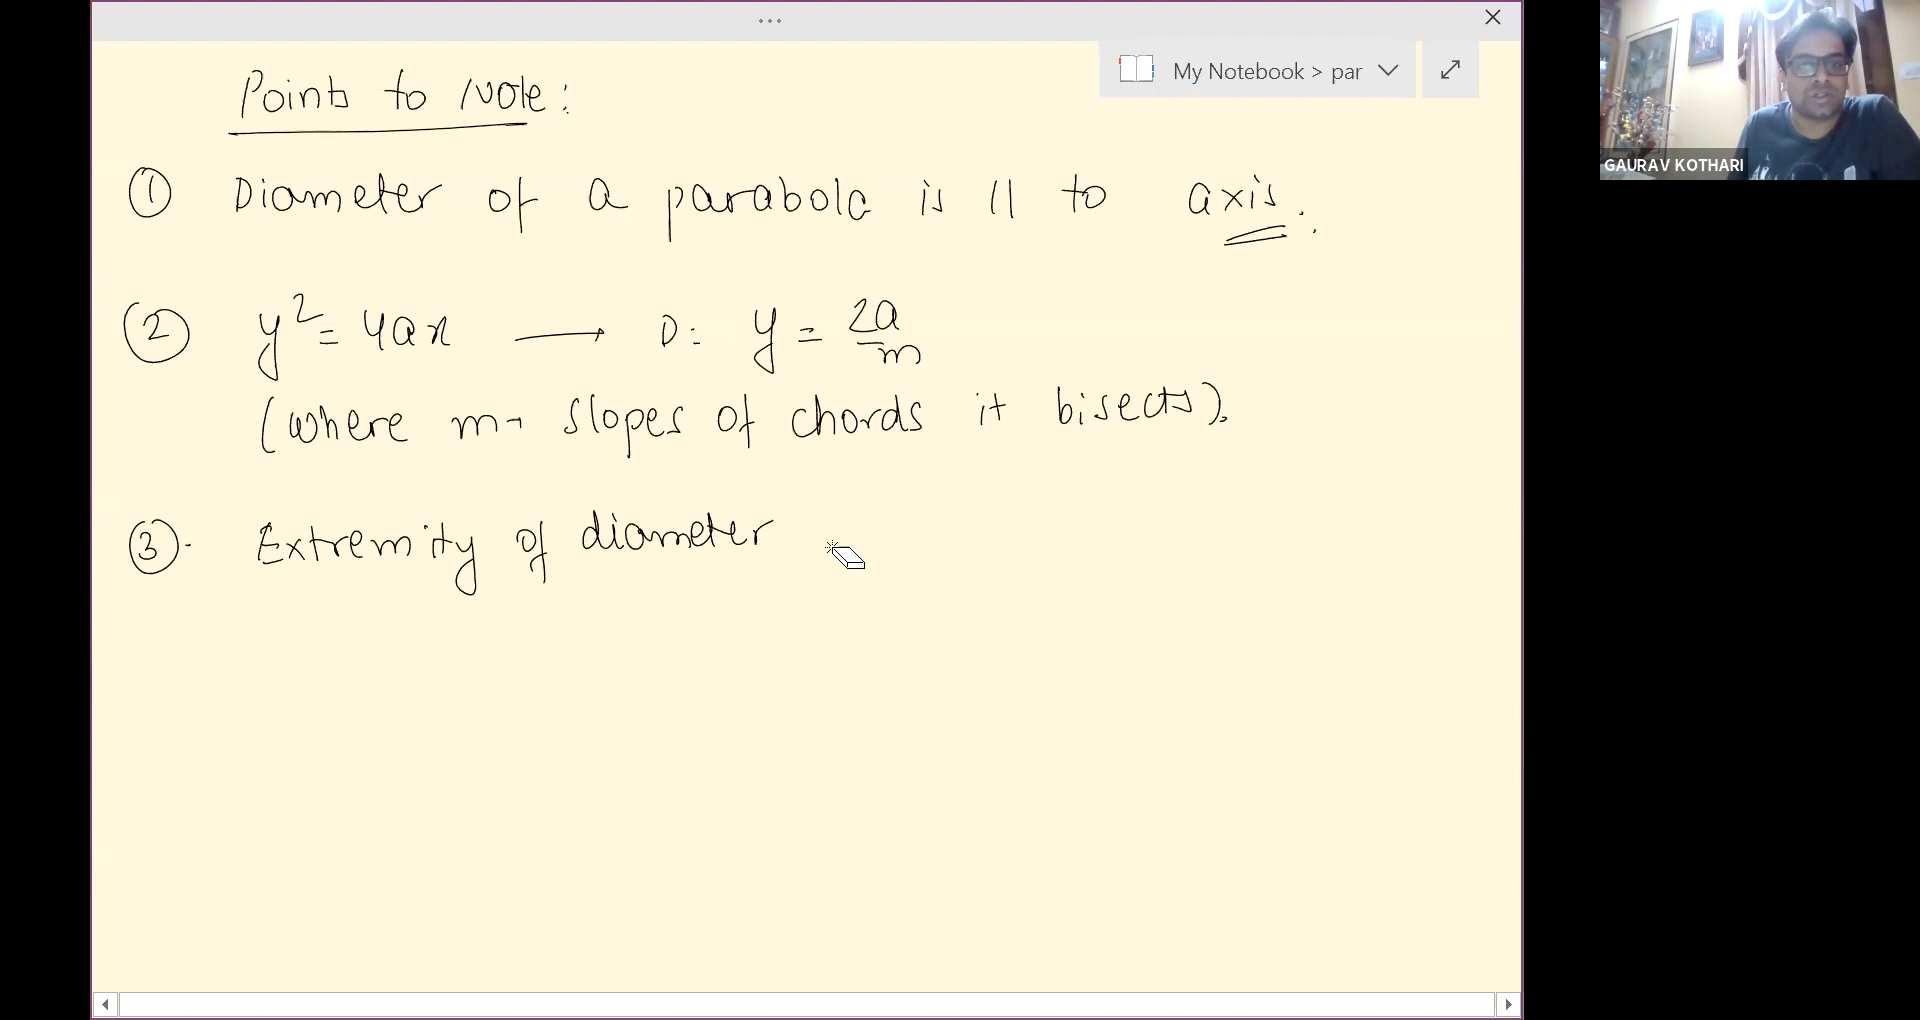 ...
My Notebook > par
GAURAV KOTHARI
Points to Note:
① Diameter of a parabola is || to axis.
② y² = 4ax ⟶ D: y = 2a/m
(where m→ slopes of chords it bisects).
③. Extremity of diameter